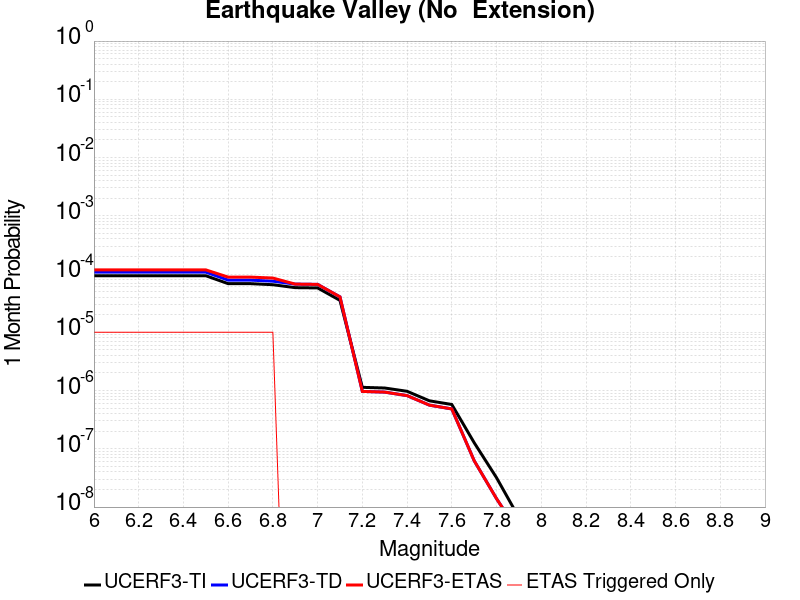 Earthquake Valley (No  Extension)
1 Month Probability
10^0
10^-1
10^-2
10^-3
10^-4
10^-5
10^-6
10^-7
10^-8
6 6.2 6.4 6.6 6.8 7 7.2 7.4 7.6 7.8 8 8.2 8.4 8.6 8.8 9
Magnitude
UCERF3-TI UCERF3-TD UCERF3-ETAS ETAS Triggered Only